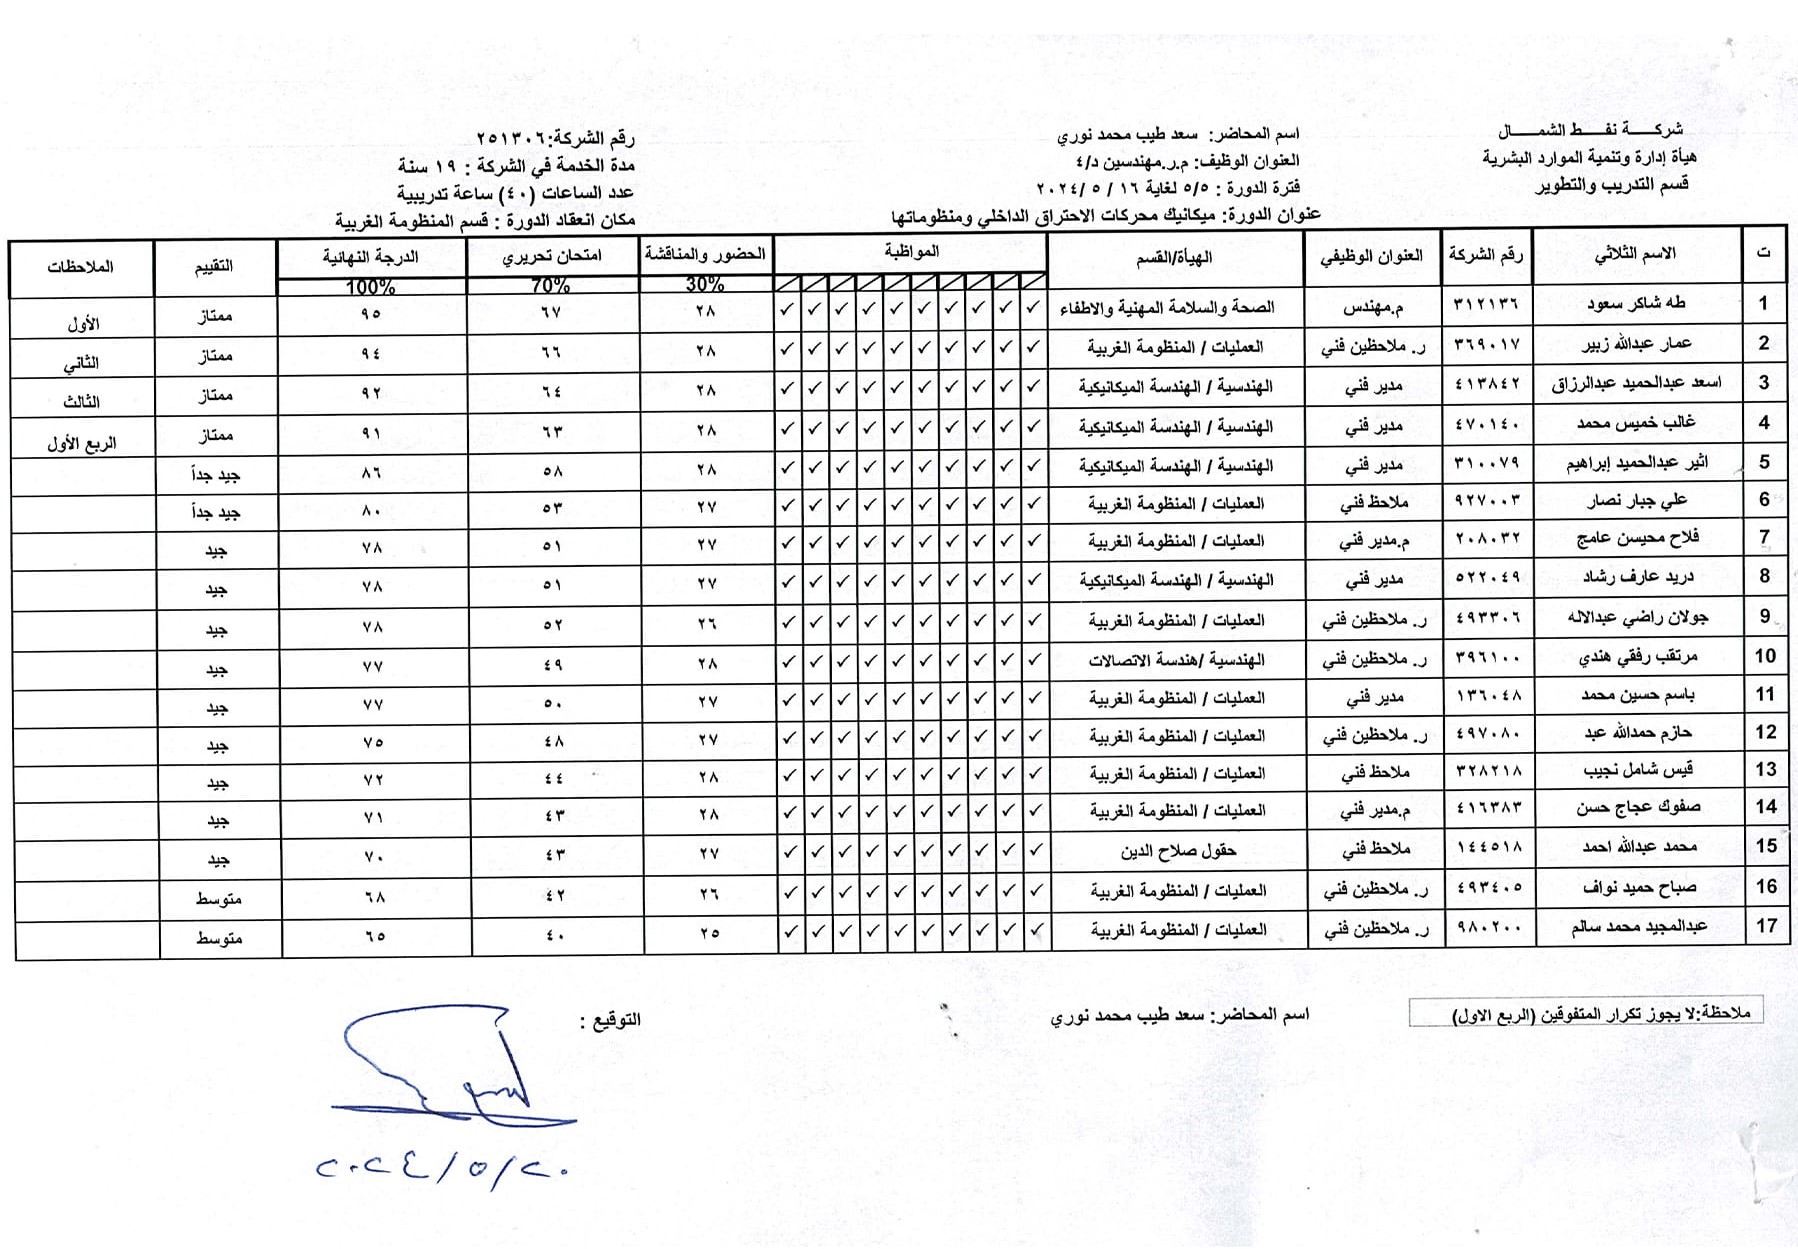 شركــــة نفــــط الشمـــــال
هيأة إدارة وتنمية الموارد البشرية
قسم التدريب والتطوير
اسم المحاضر: سعد طيب محمد نوري
العنوان الوظيف: م.ر.مهندسين د/٤
فترة الدورة : ٥/٥ لغاية ١٦ / ٥ /٢٠٢٤
عنوان الدورة: ميكانيك محركات الاحتراق الداخلي ومنظوماتها
رقم الشركة:٢٥١٣٠٦
مدة الخدمة في الشركة : ١٩ سنة
عدد الساعات (٤٠) ساعة تدريبية
مكان انعقاد الدورة : قسم المنظومة الغربية
ت الاسم الثلاثي رقم الشركة العنوان الوظيفي الهيأة/القسم المواظبة الحضور والمناقشة امتحان تحريري الدرجة النهائية التقييم الملاحظات
30% 70% 100%
1 طه شاكر سعود ٣١٢١٣٦ م.مهندس الصحة والسلامة المهنية والاطفاء ✓ ✓ ✓ ✓ ✓ ✓ ✓ ✓ ✓ ✓ ٢٨ ٦٧ ٩٥ ممتاز الأول
2 عمار عبدالله زبير ٣٦٩٠١٧ ر. ملاحظين فني العمليات / المنظومة الغربية ✓ ✓ ✓ ✓ ✓ ✓ ✓ ✓ ✓ ✓ ٢٨ ٦٦ ٩٤ ممتاز الثاني
3 اسعد عبدالحميد عبدالرزاق ٤١٣٨٤٢ مدير فني الهندسية / الهندسة الميكانيكية ✓ ✓ ✓ ✓ ✓ ✓ ✓ ✓ ✓ ✓ ٢٨ ٦٤ ٩٢ ممتاز الثالث
4 غالب خميس محمد ٤٧٠١٤٠ مدير فني الهندسية / الهندسة الميكانيكية ✓ ✓ ✓ ✓ ✓ ✓ ✓ ✓ ✓ ✓ ٢٨ ٦٣ ٩١ ممتاز الربع الأول
5 اثير عبدالحميد إبراهيم ٣١٠٠٧٩ مدير فني الهندسية / الهندسة الميكانيكية ✓ ✓ ✓ ✓ ✓ ✓ ✓ ✓ ✓ ✓ ٢٨ ٥٨ ٨٦ جيد جداً
6 علي جبار نصار ٩٢٧٠٠٣ ملاحظ فني العمليات / المنظومة الغربية ✓ ✓ ✓ ✓ ✓ ✓ ✓ ✓ ✓ ✓ ٢٧ ٥٣ ٨٠ جيد جداً
7 فلاح محيسن عامج ٢٠٨٠٣٢ م.مدير فني العمليات / المنظومة الغربية ✓ ✓ ✓ ✓ ✓ ✓ ✓ ✓ ✓ ✓ ٢٧ ٥١ ٧٨ جيد
8 دريد عارف رشاد ٥٢٢٠٤٩ مدير فني الهندسية / الهندسة الميكانيكية ✓ ✓ ✓ ✓ ✓ ✓ ✓ ✓ ✓ ✓ ٢٧ ٥١ ٧٨ جيد
9 جولان راضي عبدالاله ٤٩٣٣٠٦ ر. ملاحظين فني العمليات / المنظومة الغربية ✓ ✓ ✓ ✓ ✓ ✓ ✓ ✓ ✓ ✓ ٢٦ ٥٢ ٧٨ جيد
10 مرتقب رفقي هندي ٣٩٦١٠٠ ر. ملاحظين فني الهندسية /هندسة الاتصالات ✓ ✓ ✓ ✓ ✓ ✓ ✓ ✓ ✓ ✓ ٢٨ ٤٩ ٧٧ جيد
11 باسم حسين محمد ١٣٦٠٤٨ مدير فني العمليات / المنظومة الغربية ✓ ✓ ✓ ✓ ✓ ✓ ✓ ✓ ✓ ✓ ٢٧ ٥٠ ٧٧ جيد
12 حازم حمدالله عبد ٤٩٧٠٨٠ ر. ملاحظين فني العمليات / المنظومة الغربية ✓ ✓ ✓ ✓ ✓ ✓ ✓ ✓ ✓ ✓ ٢٧ ٤٨ ٧٥ جيد
13 قيس شامل نجيب ٣٢٨٢١٨ ملاحظ فني العمليات / المنظومة الغربية ✓ ✓ ✓ ✓ ✓ ✓ ✓ ✓ ✓ ✓ ٢٨ ٤٤ ٧٢ جيد
14 صفوك عجاج حسن ٤١٦٣٨٣ م.مدير فني العمليات / المنظومة الغربية ✓ ✓ ✓ ✓ ✓ ✓ ✓ ✓ ✓ ✓ ٢٨ ٤٣ ٧١ جيد
15 محمد عبدالله احمد ١٤٤٥١٨ ملاحظ فني حقول صلاح الدين ✓ ✓ ✓ ✓ ✓ ✓ ✓ ✓ ✓ ✓ ٢٧ ٤٣ ٧٠ جيد
16 صباح حميد نواف ٤٩٣٤٠٥ ر. ملاحظين فني العمليات / المنظومة الغربية ✓ ✓ ✓ ✓ ✓ ✓ ✓ ✓ ✓ ✓ ٢٦ ٤٢ ٦٨ متوسط
17 عبدالمجيد محمد سالم ٩٨٠٢٠٠ ر. ملاحظين فني العمليات / المنظومة الغربية ✓ ✓ ✓ ✓ ✓ ✓ ✓ ✓ ✓ ✓ ٢٥ ٤٠ ٦٥ متوسط
ملاحظة:لا يجوز تكرار المتفوقين (الربع الاول)
اسم المحاضر: سعد طيب محمد نوري
التوقيع :
٢٠٢٤/٥/٢٠